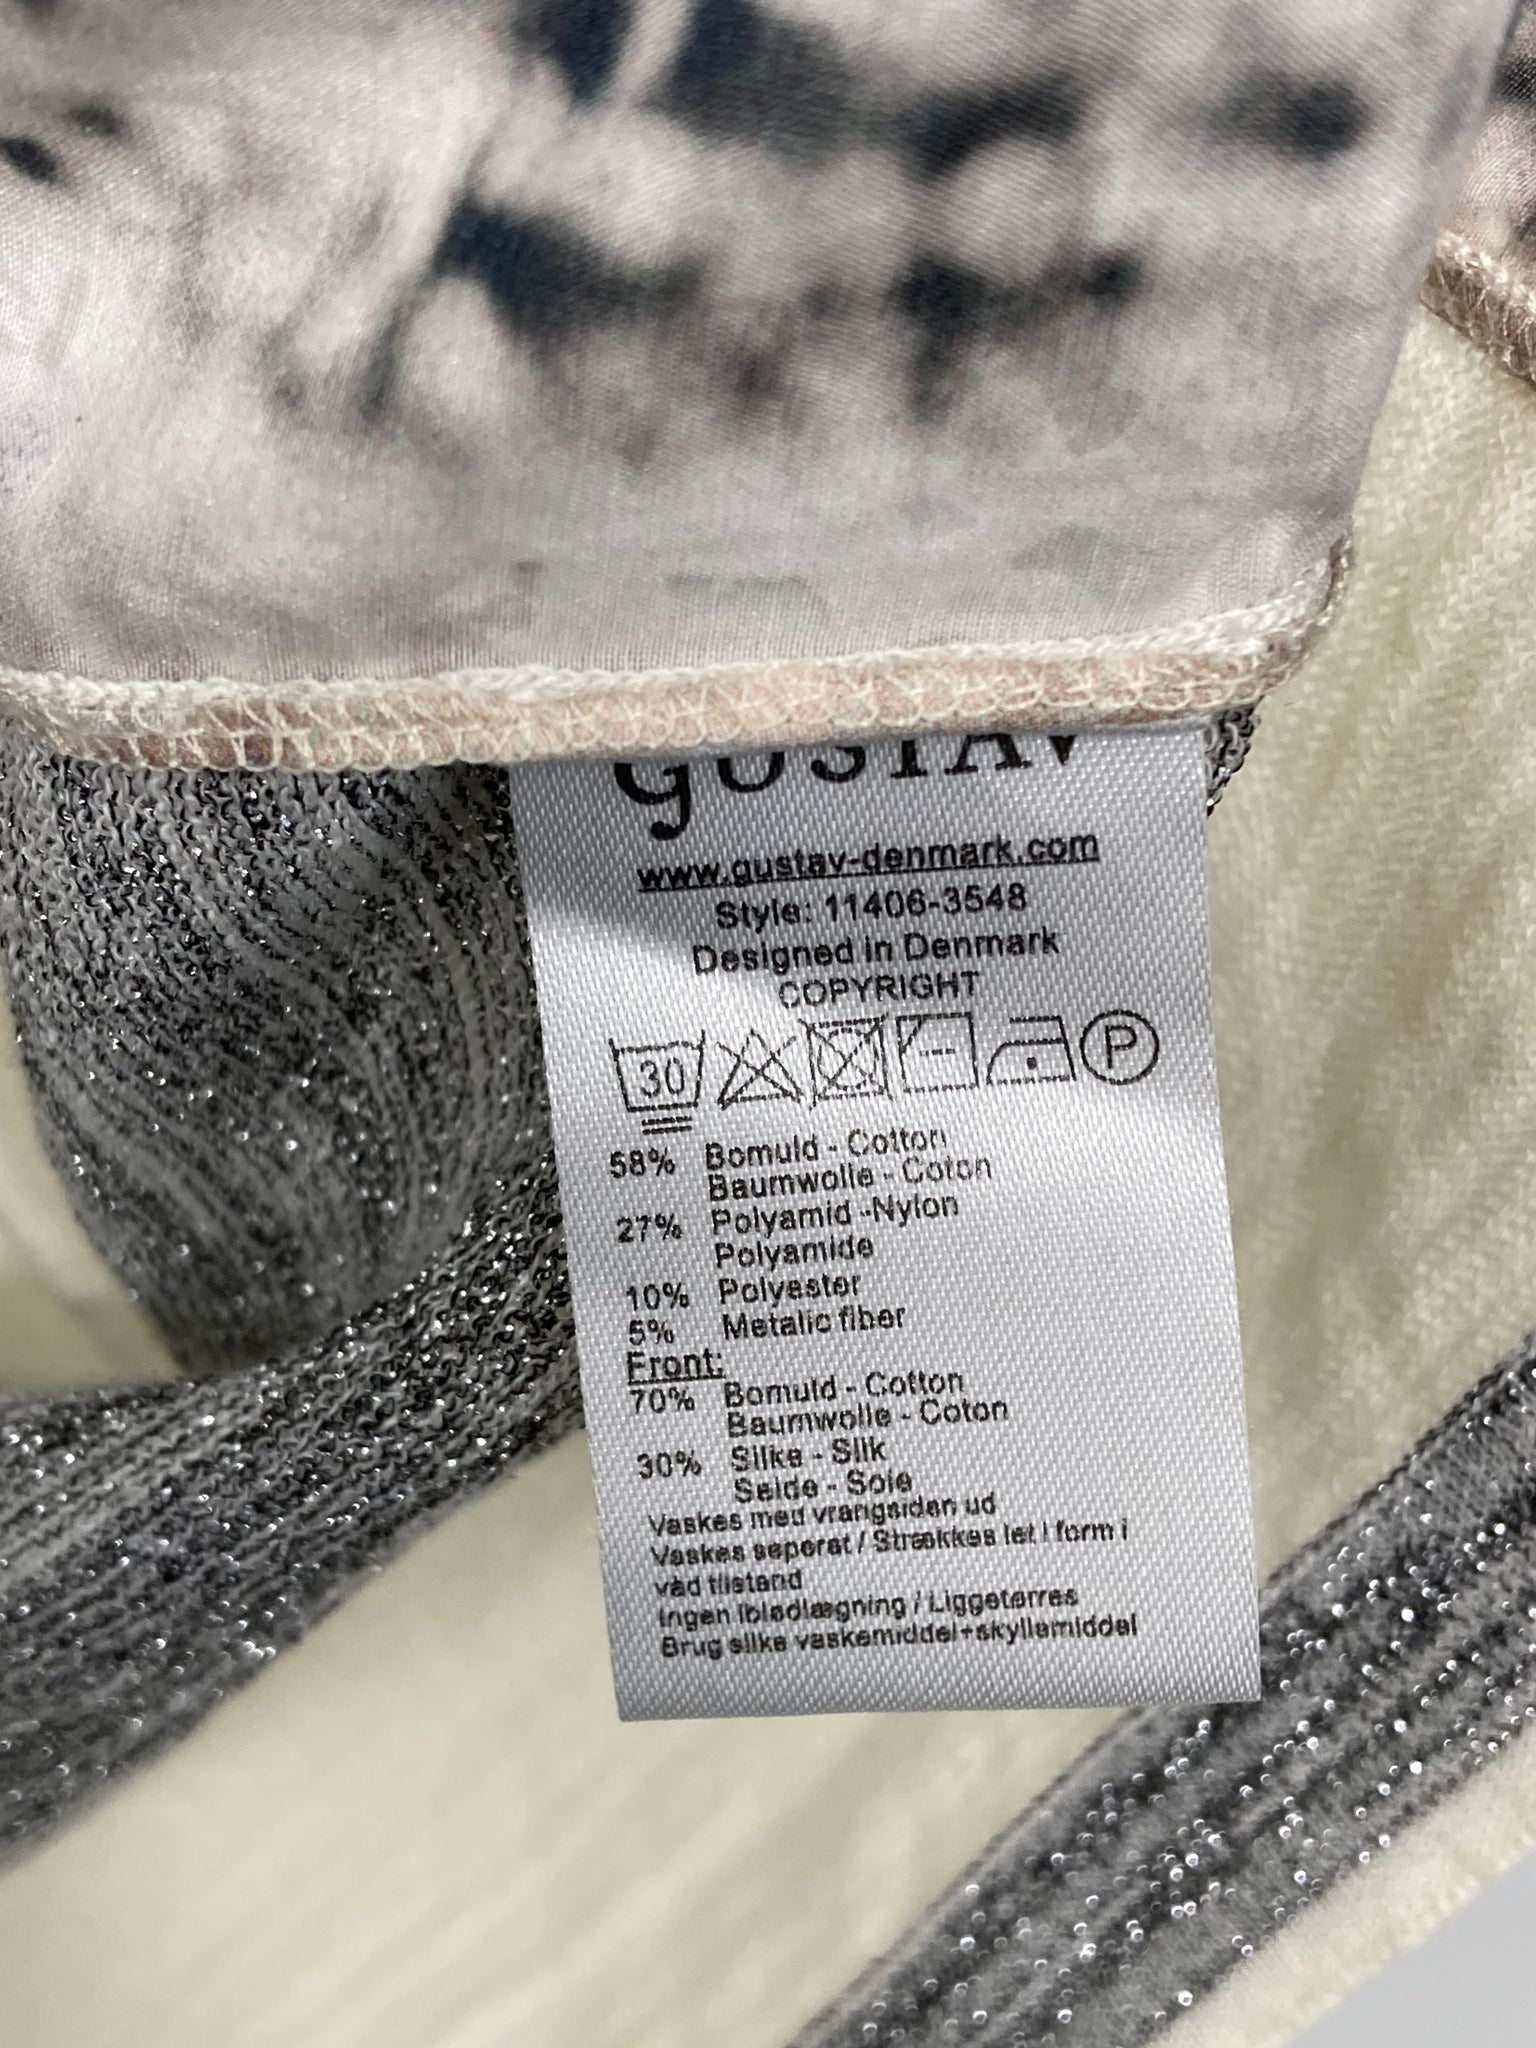 GUSTAV
www.gustav-denmark.com
Style: 11406-3548
Designed in Denmark
COPYRIGHT
30 P
58% Bomuld - Cotton
Baumwolle - Coton
27% Polyamid -Nylon
Polyamide
10% Polyester
5% Metalic fiber
Front:
70% Bomuld - Cotton
Baumwolle - Coton
30% Silke - Silk
Seide - Soie
Vaskes med vrangsiden ud
Vaskes seperat / Strækkes let i form i
våd tilstand
Ingen iblødlægning / Liggetørres
Brug silke vaskemiddel+skyllemiddel